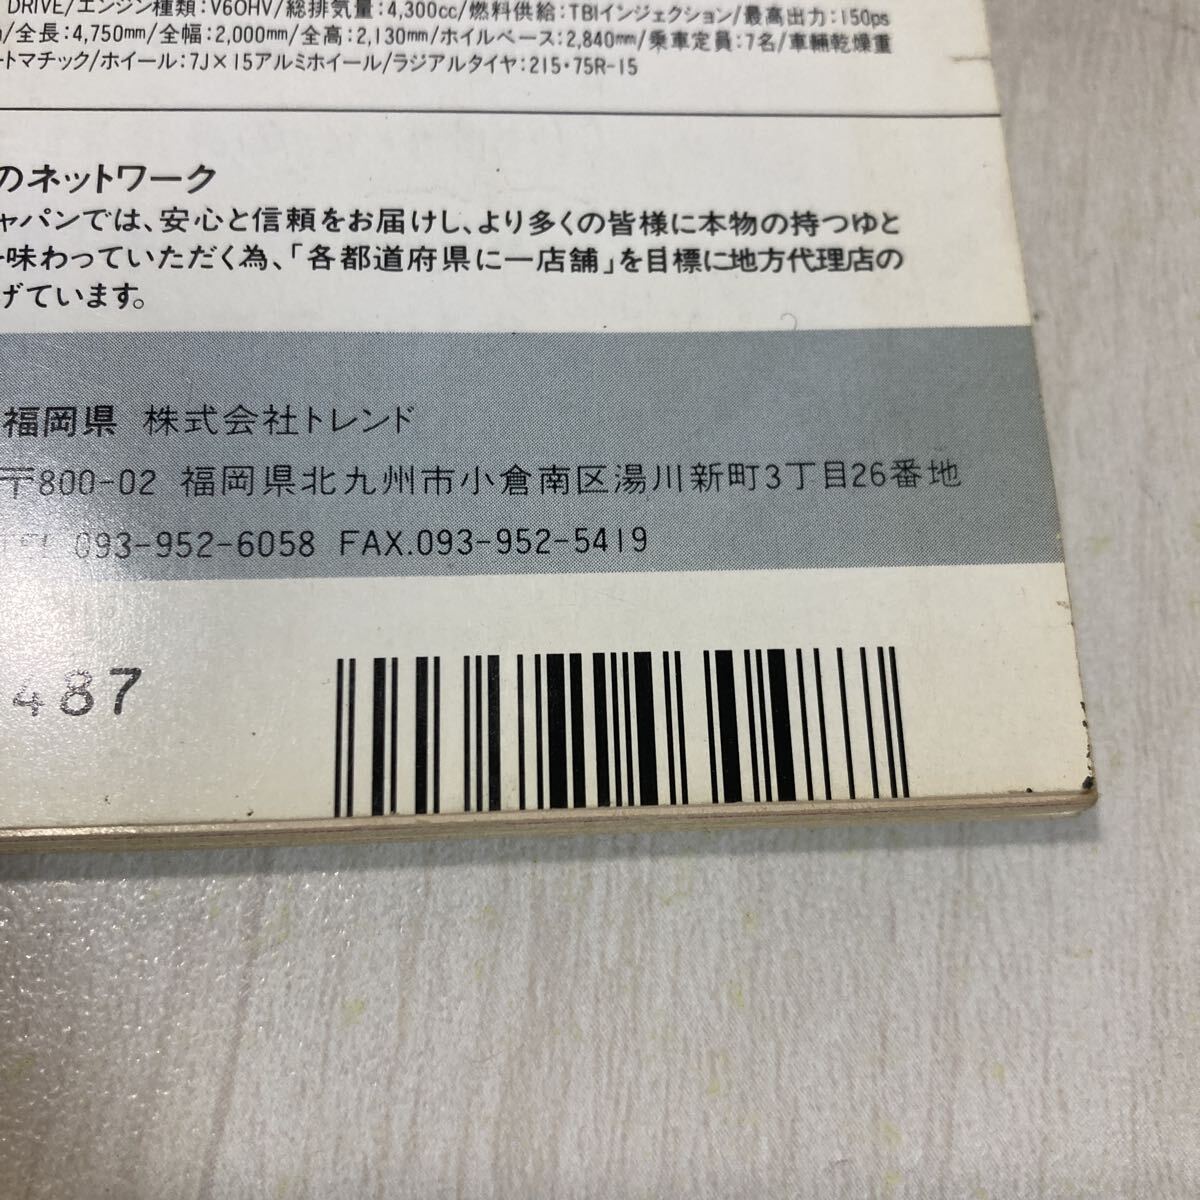 DRIVE/エンジン種類:V6OHV/総排気量:4,300cc/燃料供給:TBIインジェクション/最高出力:150ps
/全長:4,750mm/全幅:2,000mm/全高:2,130mm/ホイルベース:2,840mm/乗車定員:7名/車輛乾燥重
ートマチック/ホイール:7J×15アルミホイール/ラジアルタイヤ:215・75R-15
のネットワーク
ャパンでは、安心と信頼をお届けし、より多くの皆様に本物の持つゆと
味わっていただく為、「各都道府県に一店舗」を目標に地方代理店の
げています。
福岡県 株式会社トレンド
〒800-02 福岡県北九州市小倉南区湯川新町3丁目26番地
TEL 093-952-6058 FAX.093-952-5419
487